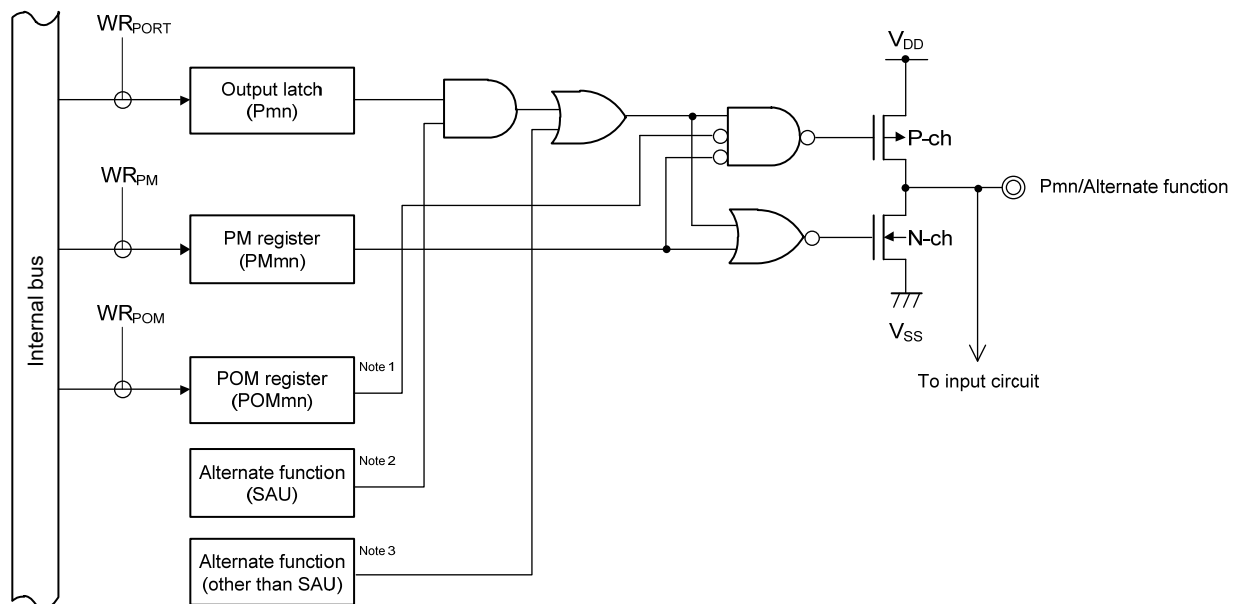 WRPORT
Output latch
(Pmn)
VDD
P-ch
WRPM
PM register
(PMmn)
Pmn/Alternate function
N-ch
Internal bus
WRPOM
VSS
POM register
(POMmn)
Note 1
To input circuit
Alternate function
(SAU)
Note 2
Alternate function
(other than SAU)
Note 3